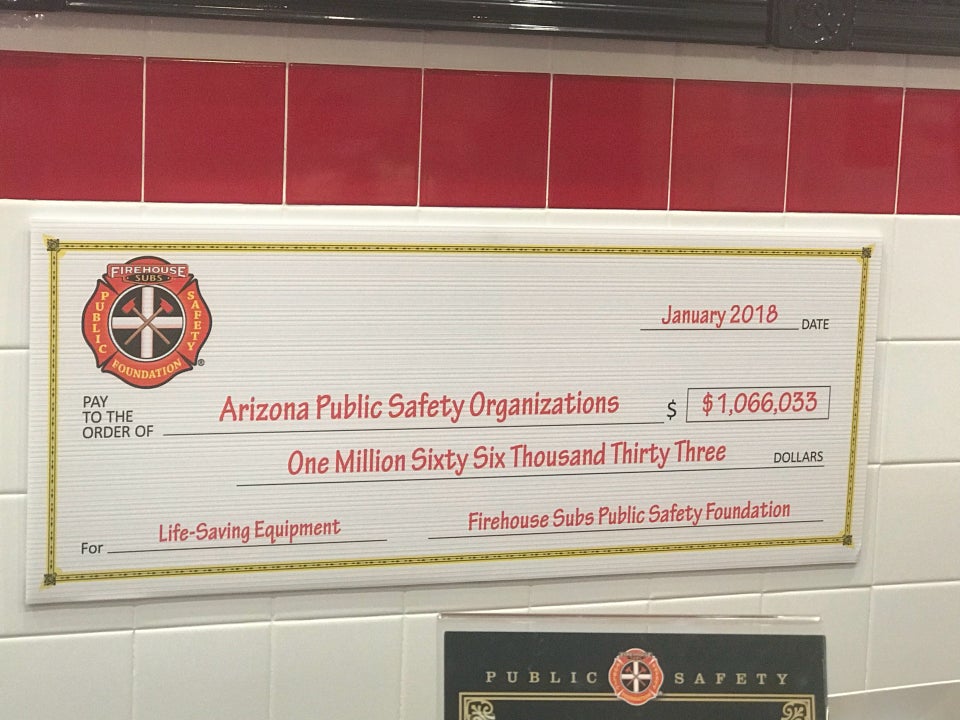 FIREHOUSE
SUBS
PUBLIC
SAFETY
FOUNDATION
®
January 2018 DATE
PAY
TO THE
ORDER OF
Arizona Public Safety Organizations $ $1,066,033
One Million Sixty Six Thousand Thirty Three DOLLARS
For Life-Saving Equipment Firehouse Subs Public Safety Foundation
PUBLIC SAFETY